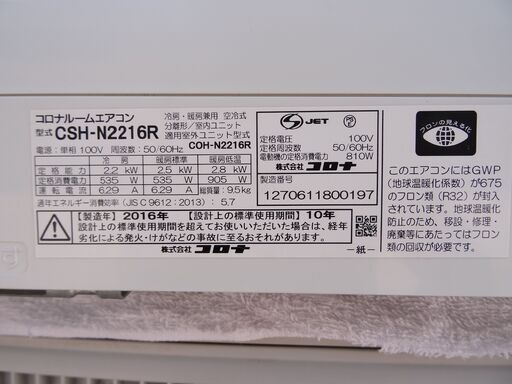 コロナルームエアコン
型式 CSH-N2216R
冷房・暖房兼用 空冷式
分離形／室内ユニット
適用室外ユニット型式
COH-N2216R
電源：単相 100V 周波数：50/60Hz
冷房 暖房標準 暖房低温
定格能力 2.2 kW 2.5 kW 2.8 kW
定格消費電力 535 W 535 W 905 W
運転電流 6.29 A 6.29 A 総質量：9.5kg
通年エネルギー消費効率（JIS C 9612：2013）：5.7
S JET
定格電圧 100V
定格周波数 50/60Hz
電動機の定格消費電力 810W
株式会社コロナ
製造番号
1270611800197
【製造年】2016年 【設計上の標準使用期間】10年
設計上の標準使用期間を超えてお使いいただいた場合は、経年
劣化による発火・けがなどの事故に至るおそれがあります。
株式会社コロナ
―紙―
フロンの見える化
このエアコンにはGWP
（地球温暖化係数）が675
のフロン類（R32）が封入
されています。地球温暖化
防止のため、移設・修理・
廃棄等にあたってはフロン
類の回収が必要です。